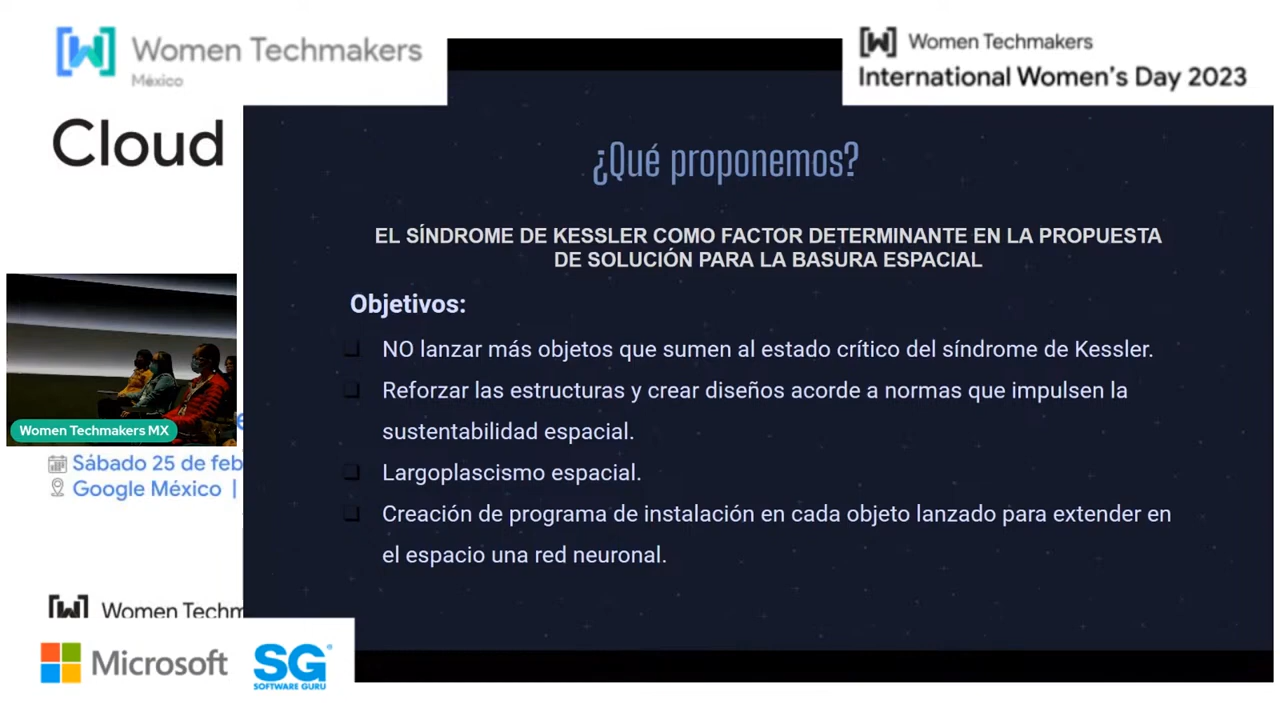 Women Techmakers
México
Women Techmakers
International Women's Day 2023
Cloud
¿Qué proponemos?
EL SÍNDROME DE KESSLER COMO FACTOR DETERMINANTE EN LA PROPUESTA
DE SOLUCIÓN PARA LA BASURA ESPACIAL
Objetivos:
NO lanzar más objetos que sumen al estado crítico del síndrome de Kessler.
Reforzar las estructuras y crear diseños acorde a normas que impulsen la
sustentabilidad espacial.
Largoplascismo espacial.
Creación de programa de instalación en cada objeto lanzado para extender en
el espacio una red neuronal.
Women Techmakers MX
Sábado 25 de feb
Google México |
Women Techm
Microsoft
SG
SOFTWARE GURU